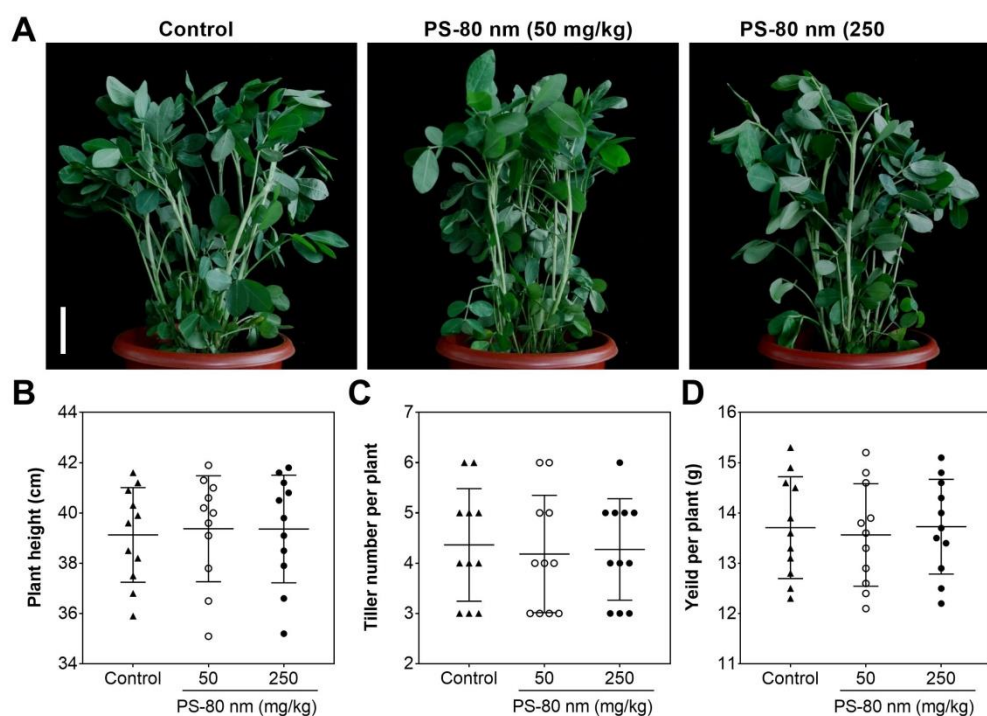 A
Control
PS-80 nm (50 mg/kg)
PS-80 nm (250
B
Plant height (cm)
44
42
40
38
36
34
Control
50
250
PS-80 nm (mg/kg)
C
Tiller number per plant
7
6
5
4
3
2
Control
50
250
PS-80 nm (mg/kg)
D
Yeild per plant (g)
16
15
14
13
12
11
Control
50
250
PS-80 nm (mg/kg)